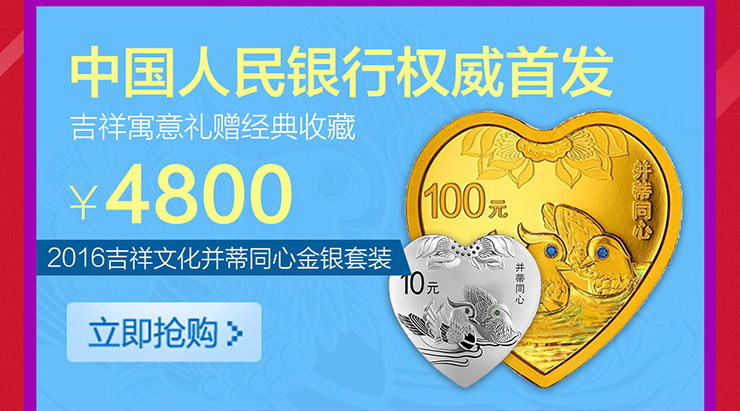 中国人民银行权威首发
吉祥寓意礼赠经典收藏
¥4800
2016吉祥文化并蒂同心金银套装
立即抢购
100元
并蒂同心
10元
并蒂同心